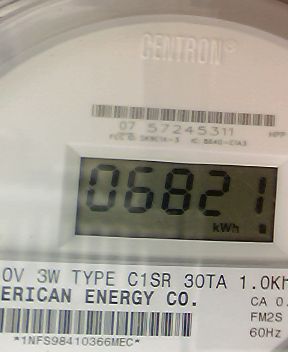 CENTRON®
07 57245311
HPP
06821
kWh
0V 3W TYPE C1SR 30TA 1.0Kh
ERICAN ENERGY CO.
CA 0.
FM2S
60Hz
*1NFS98410366MEC*